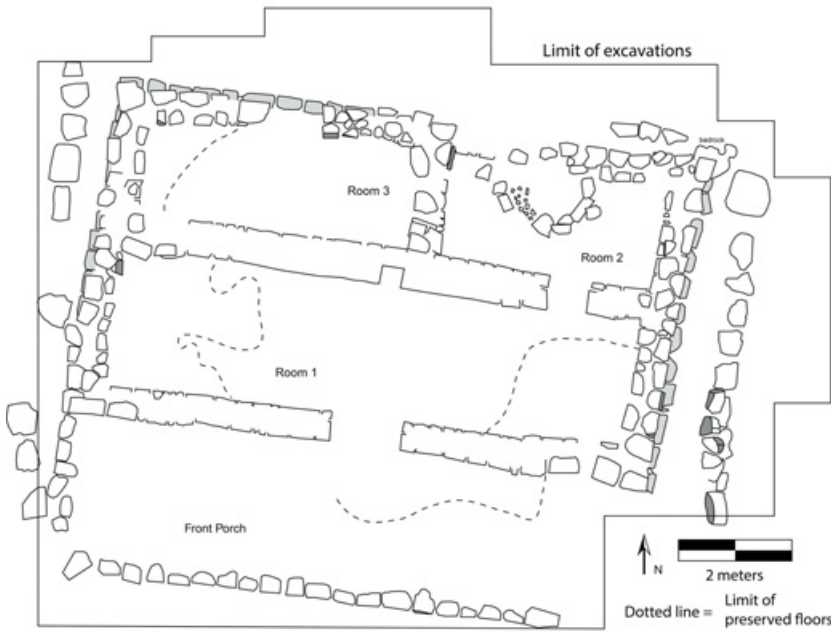 Limit of excavations
bedrock
Room 3
Room 2
Room 1
Front Porch
N
2 meters
Dotted line = Limit of
preserved floors